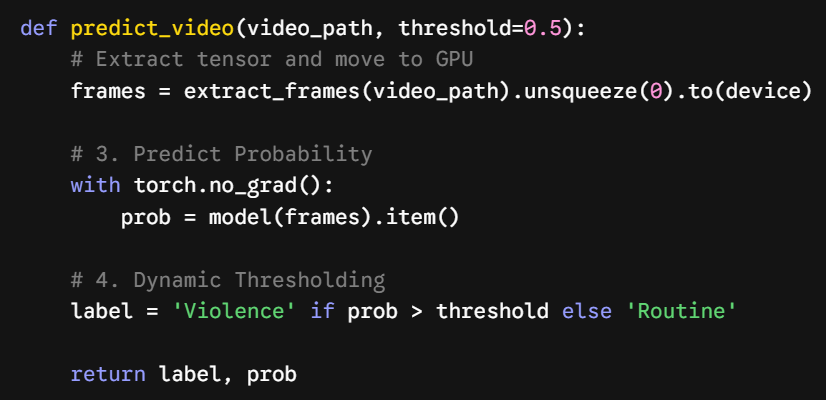 def predict_video(video_path, threshold=0.5):
    # Extract tensor and move to GPU
    frames = extract_frames(video_path).unsqueeze(0).to(device)

    # 3. Predict Probability
    with torch.no_grad():
        prob = model(frames).item()

    # 4. Dynamic Thresholding
    label = 'Violence' if prob > threshold else 'Routine'

    return label, prob